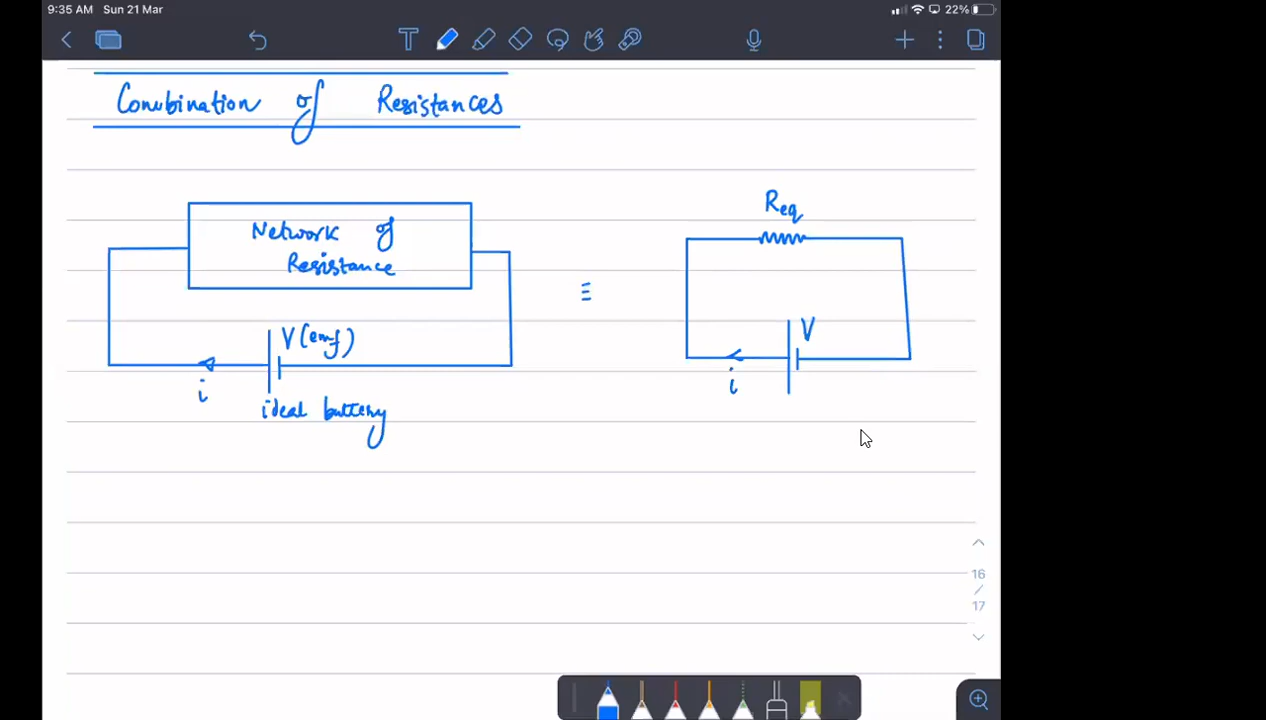 9:35 AM Sun 21 Mar
22%
T
Combination of Resistances
Network of
Resistance
V (emf)
i
ideal battery
≡
Req
V
i
16
/
17